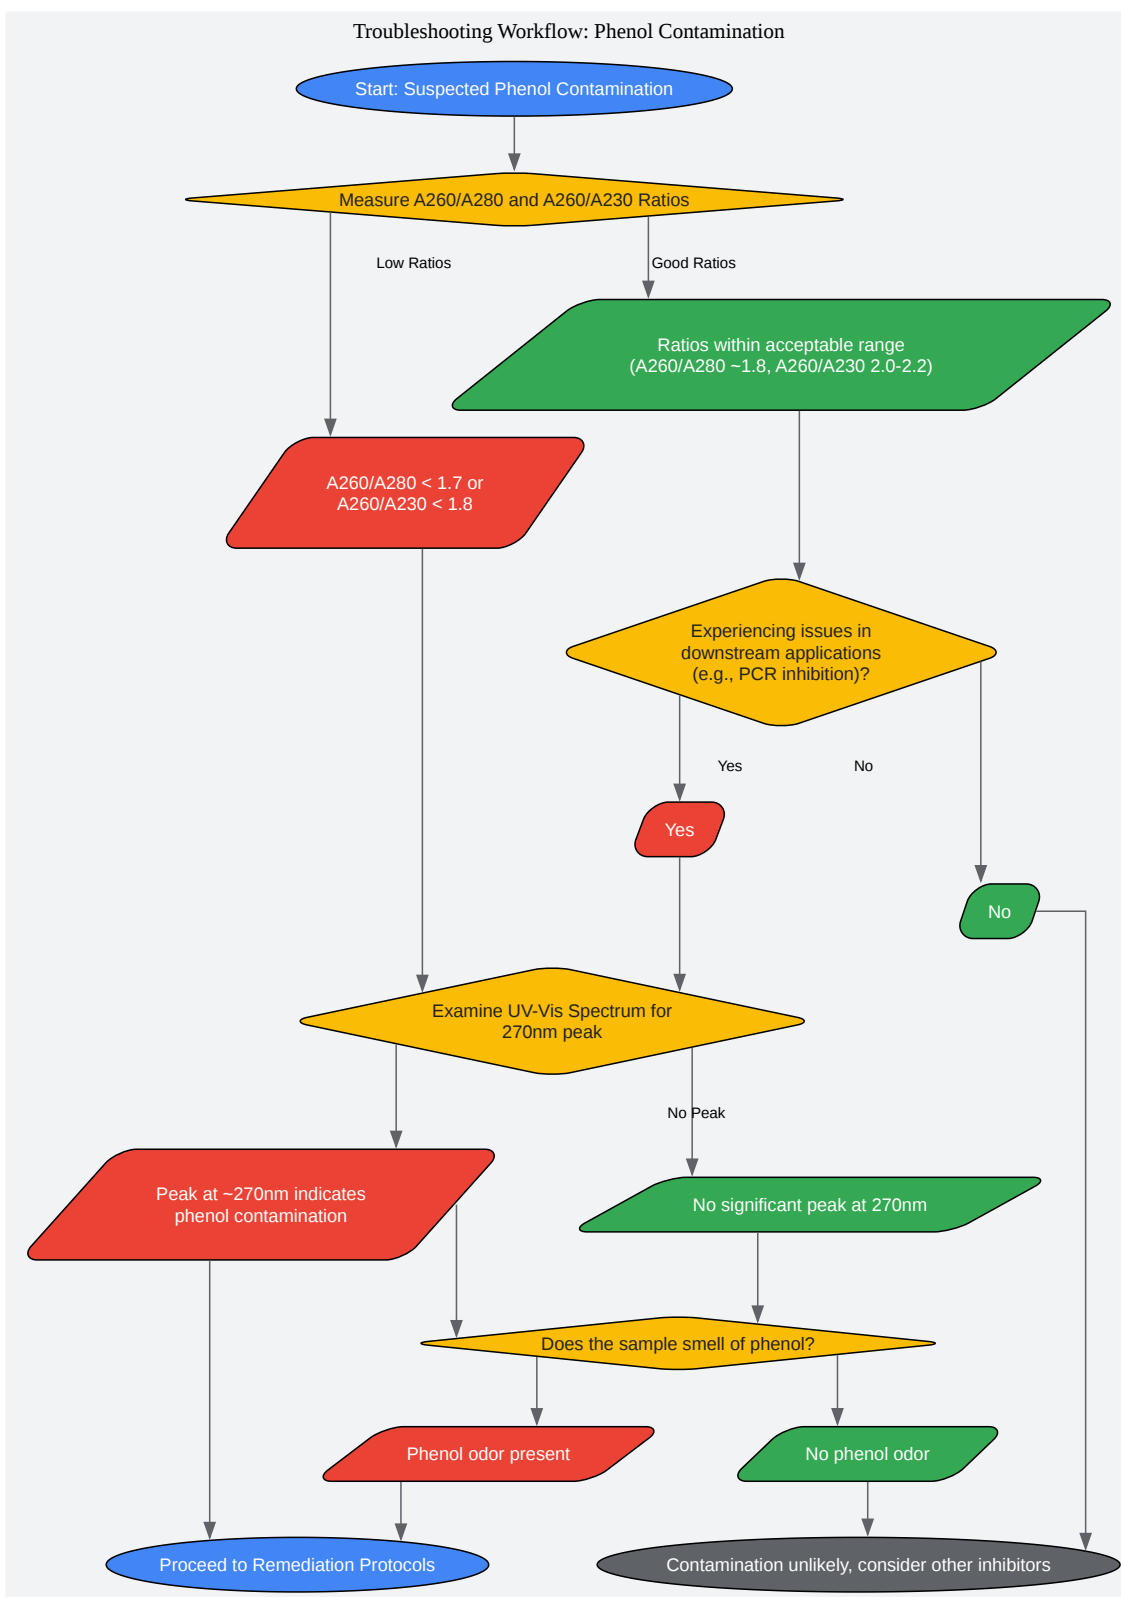 Troubleshooting Workflow: Phenol Contamination
Start: Suspected Phenol Contamination
Measure A260/A280 and A260/A230 Ratios
Low Ratios
Good Ratios
Ratios within acceptable range
(A260/A280 ~1.8, A260/A230 2.0-2.2)
A260/A280 < 1.7 or
A260/A230 < 1.8
Experiencing issues in
downstream applications
(e.g., PCR inhibition)?
Yes
No
Yes
No
Examine UV-Vis Spectrum for
270nm peak
No Peak
Peak at ~270nm indicates
phenol contamination
No significant peak at 270nm
Does the sample smell of phenol?
Phenol odor present
No phenol odor
Proceed to Remediation Protocols
Contamination unlikely, consider other inhibitors